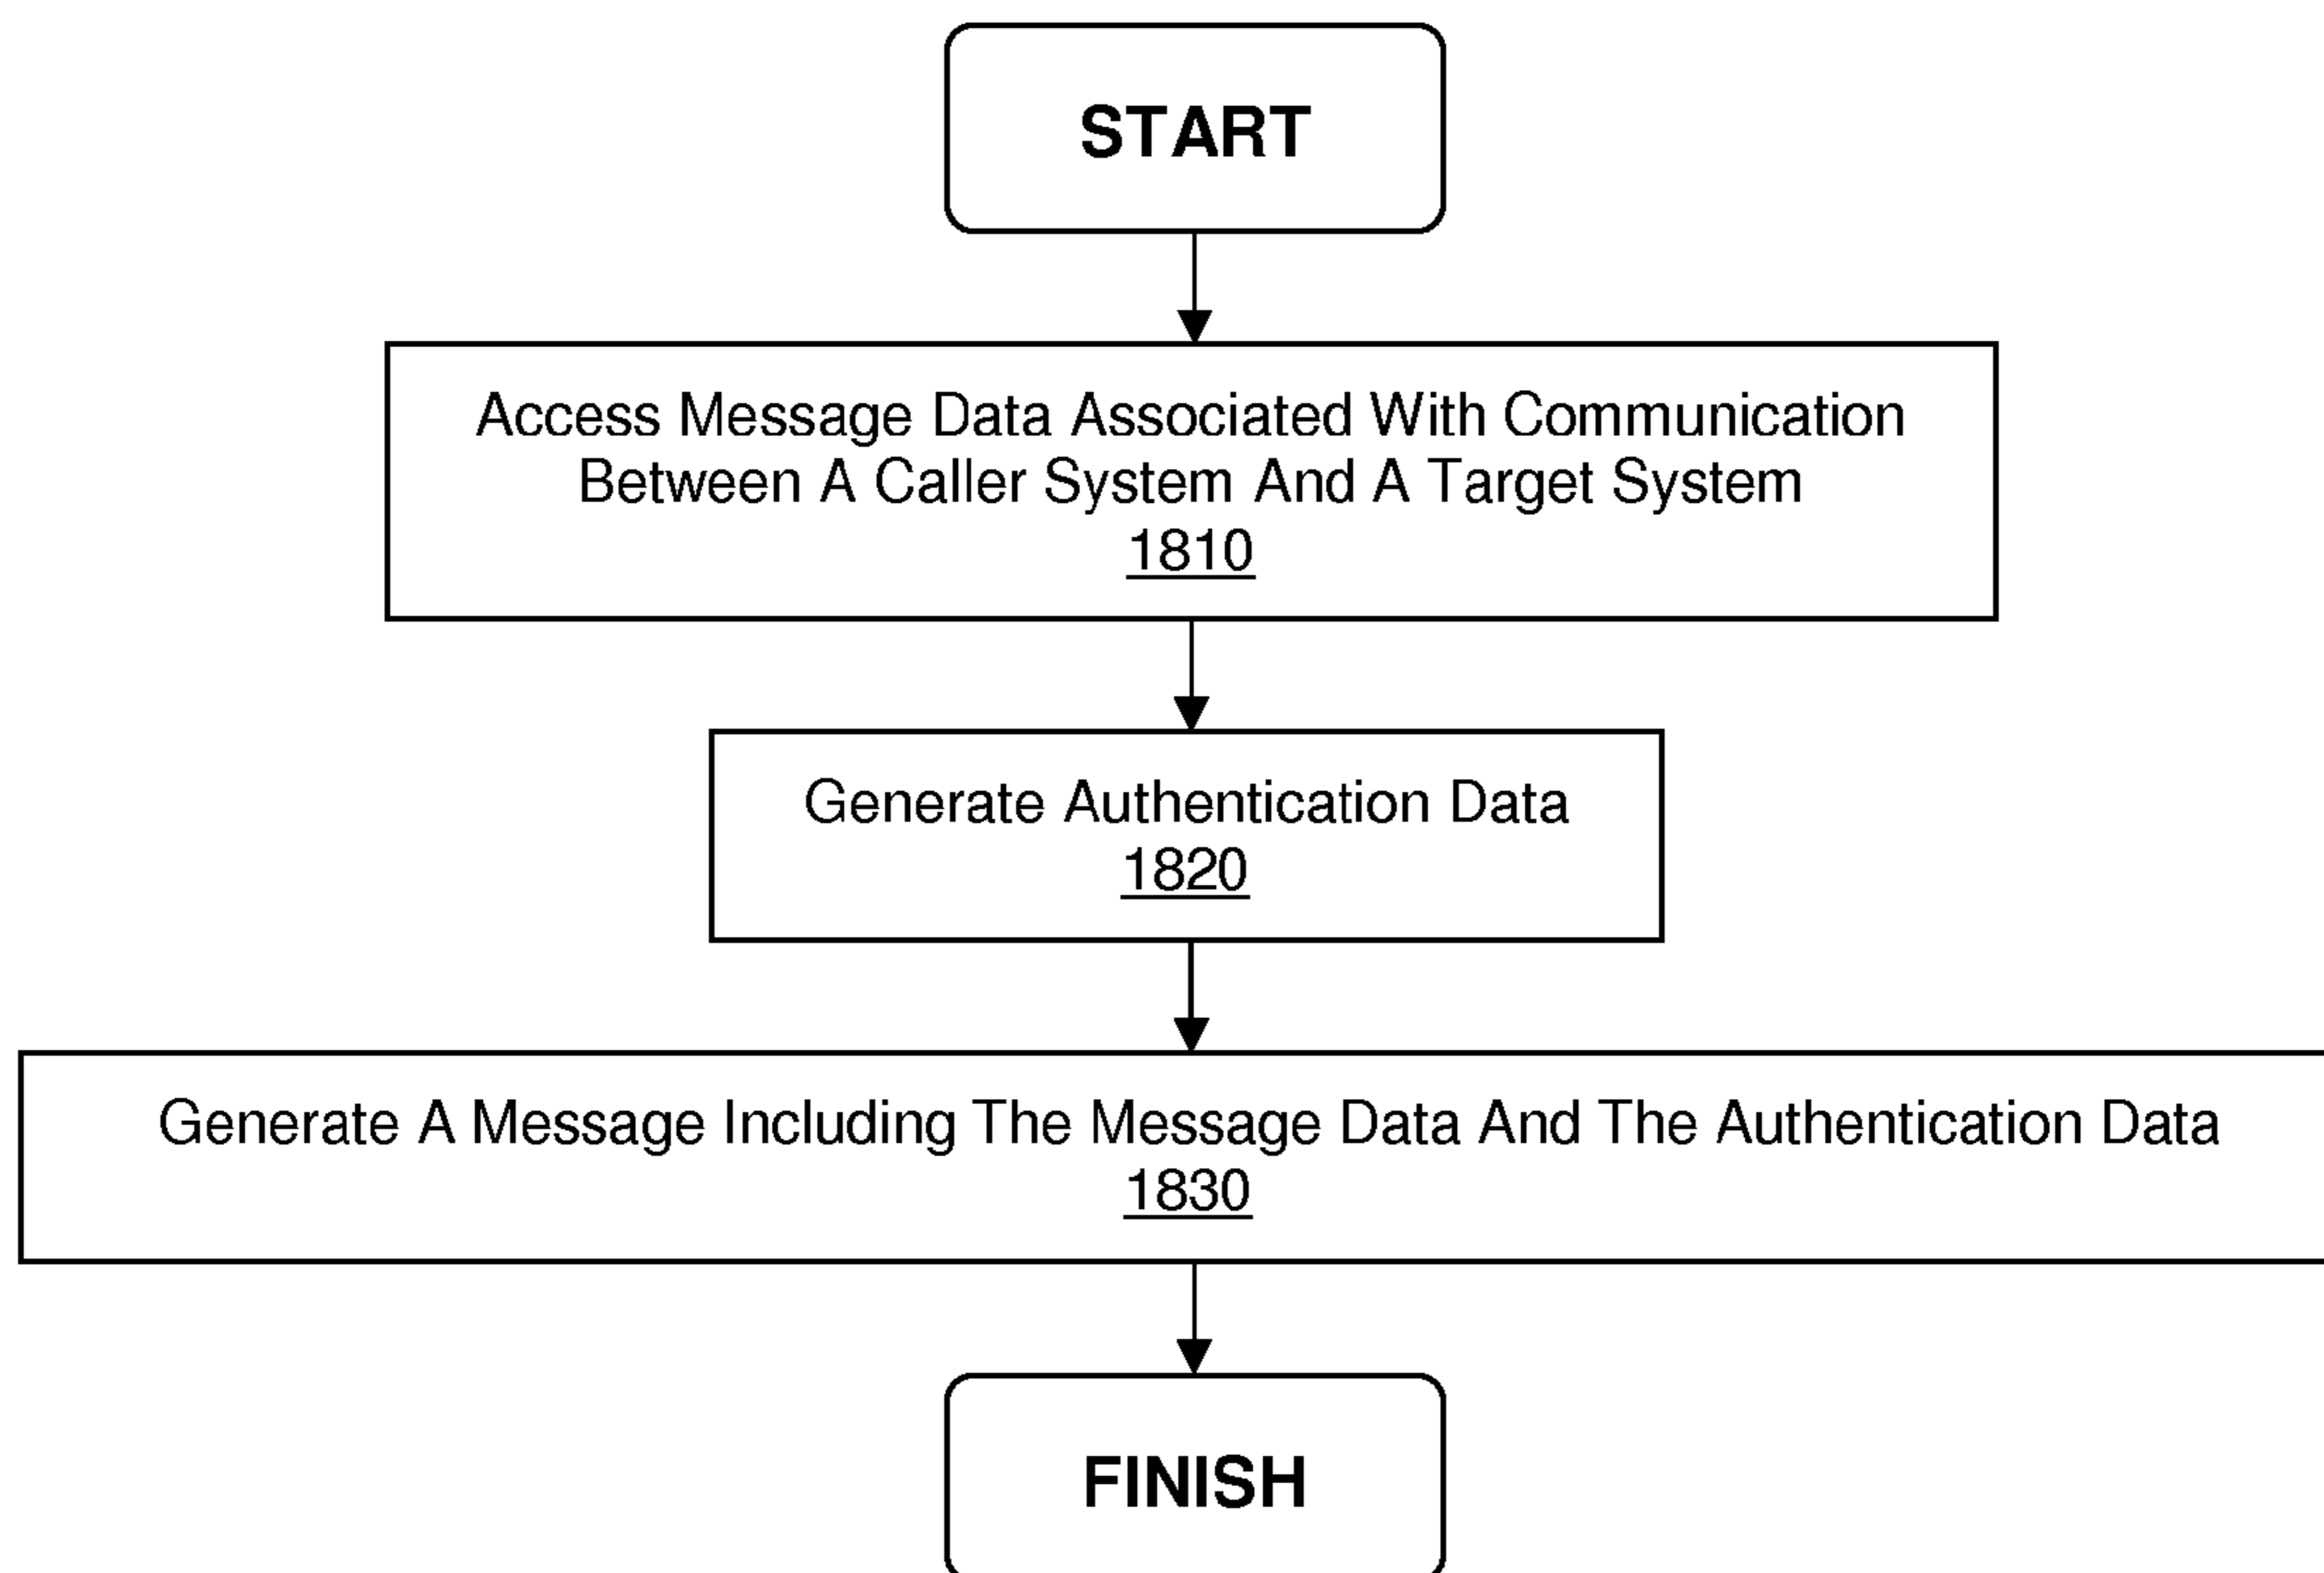 START
Access Message Data Associated With Communication
Between A Caller System And A Target System
1810
Generate Authentication Data
1820
Generate A Message Including The Message Data And The Authentication Data
1830
FINISH